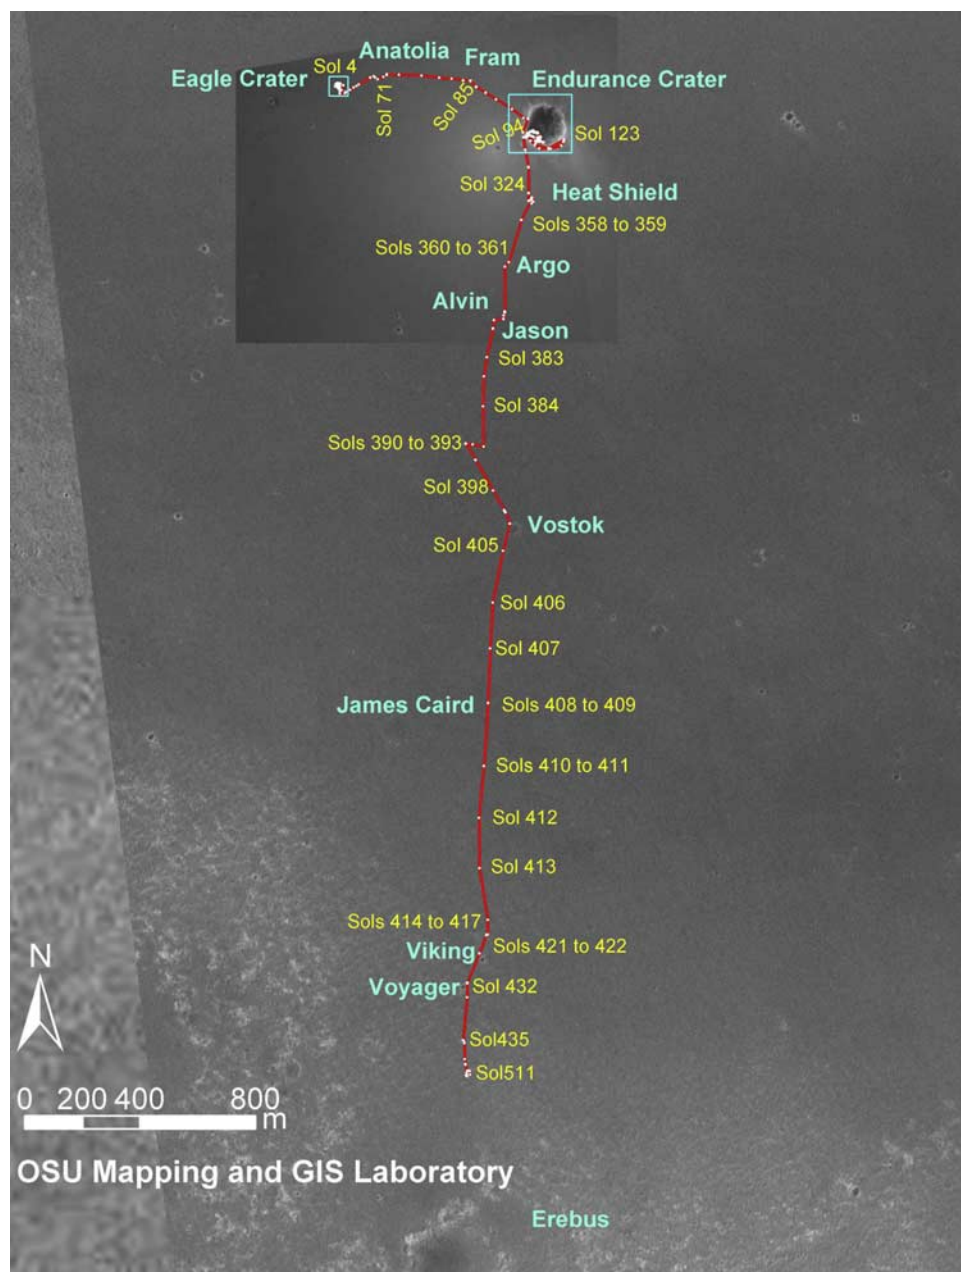 Anatolia
Fram
Sol 4
Eagle Crater
Endurance Crater
Sol 71
Sol 85
Sol 94
Sol 123
Sol 324
Heat Shield
Sols 358 to 359
Sols 360 to 361
Argo
Alvin
Jason
Sol 383
Sol 384
Sols 390 to 393
Sol 398
Vostok
Sol 405
Sol 406
Sol 407
James Caird
Sols 408 to 409
Sols 410 to 411
Sol 412
Sol 413
Sols 414 to 417
Sols 421 to 422
Viking
Voyager
Sol 432
Sol435
Sol511
N
0 200 400 800
m
OSU Mapping and GIS Laboratory
Erebus